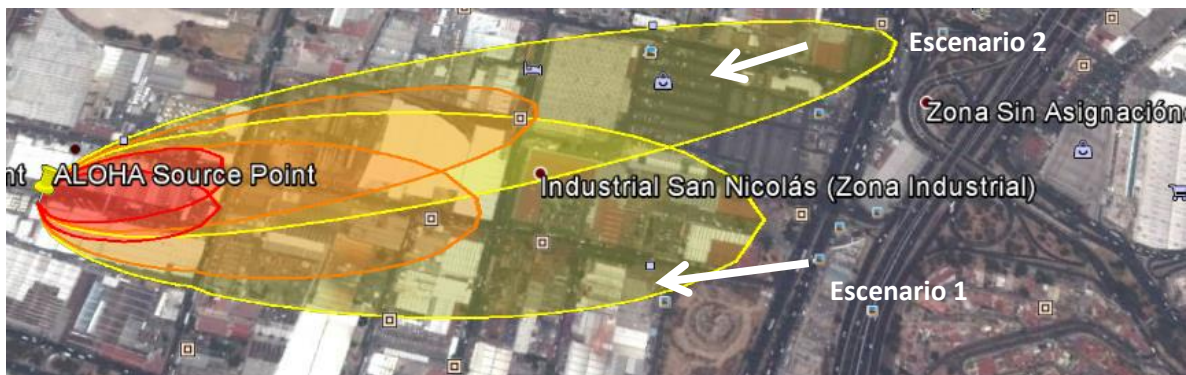 Escenario 2
Zona Sin Asignación
nt ALOHA Source Point
Industrial San Nicolás (Zona Industrial)
Escenario 1